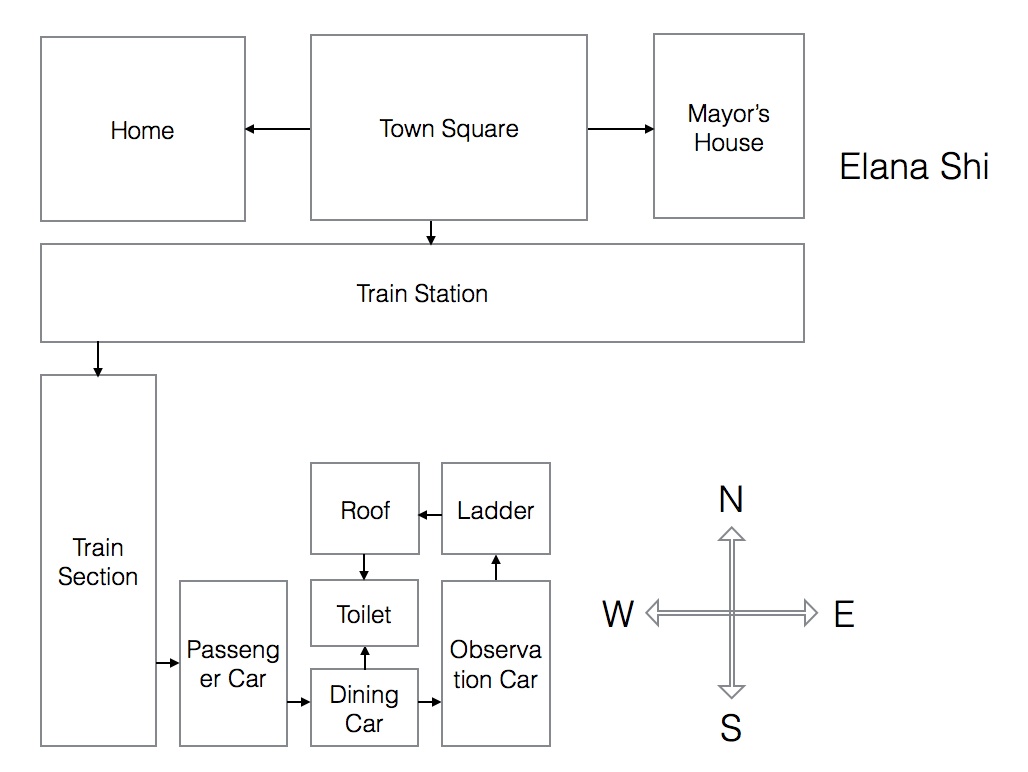 Home
Town Square
Mayor's
House
Elana Shi
Train Station
Train
Section
Roof
Ladder
N
Toilet
W
E
Passeng
er Car
Observa
tion Car
Dining
Car
S